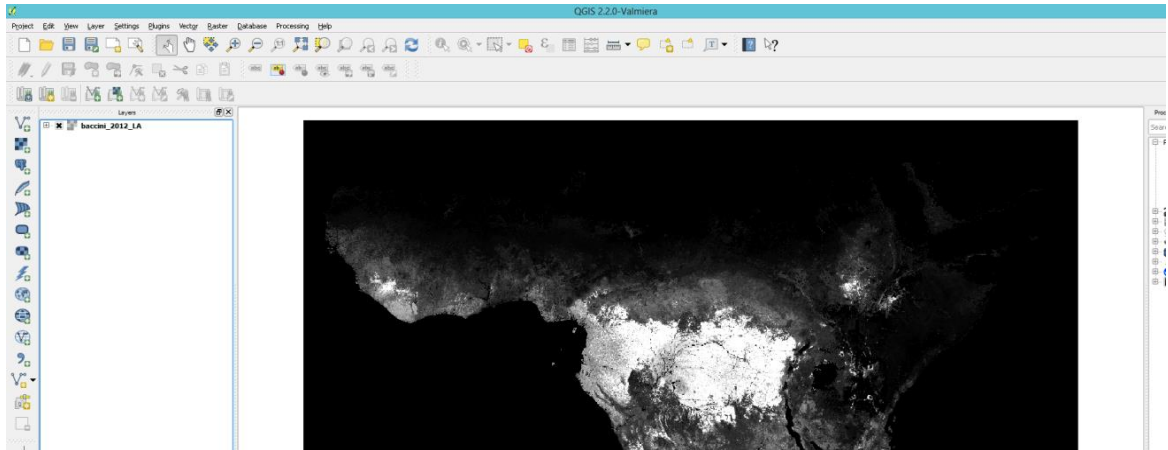 QGIS 2.2.0-Valmiera
Project Edit View Layer Settings Plugins Vector Raster Database Processing Help
Layers
baccini_2012_LA